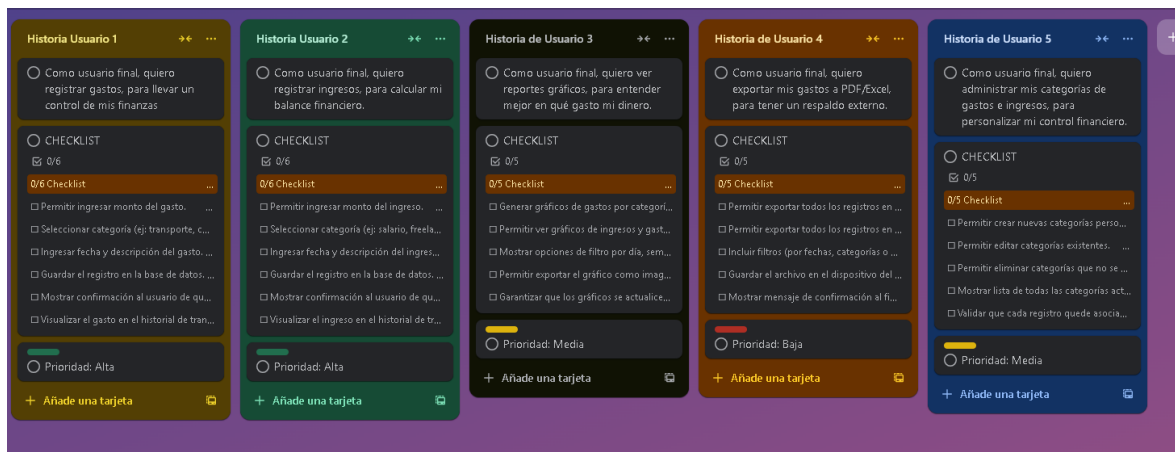 Historia Usuario 1
Como usuario final, quiero
registrar gastos, para llevar un
control de mis finanzas
CHECKLIST
0/6
0/6 Checklist ...
Permitir ingresar monto del gasto. ...
Seleccionar categoría (ej: transporte, c...
Ingresar fecha y descripción del gasto. ...
Guardar el registro en la base de datos. ...
Mostrar confirmación al usuario de qu...
Visualizar el gasto en el historial de tran...
Prioridad: Alta
+ Añade una tarjeta
Historia Usuario 2
Como usuario final, quiero
registrar ingresos, para calcular mi
balance financiero.
CHECKLIST
0/6
0/6 Checklist ...
Permitir ingresar monto del ingreso. ...
Seleccionar categoría (ej: salario, freela...
Ingresar fecha y descripción del ingres...
Guardar el registro en la base de datos. ...
Mostrar confirmación al usuario de qu...
Visualizar el ingreso en el historial de tr...
Prioridad: Alta
+ Añade una tarjeta
Historia de Usuario 3
Como usuario final, quiero ver
reportes gráficos, para entender
mejor en qué gasto mi dinero.
CHECKLIST
0/5
0/5 Checklist ...
Generar gráficos de gastos por categorí...
Permitir ver gráficos de ingresos y gast...
Mostrar opciones de filtro por día, sem...
Permitir exportar el gráfico como imag...
Garantizar que los gráficos se actualice...
Prioridad: Media
+ Añade una tarjeta
Historia de Usuario 4
Como usuario final, quiero
exportar mis gastos a PDF/Excel,
para tener un respaldo externo.
CHECKLIST
0/5
0/5 Checklist ...
Permitir exportar todos los registros en ...
Permitir exportar todos los registros en ...
Incluir filtros (por fechas, categorías o ...
Guardar el archivo en el dispositivo del ...
Mostrar mensaje de confirmación al fi...
Prioridad: Baja
+ Añade una tarjeta
Historia de Usuario 5
Como usuario final, quiero
administrar mis categorías de
gastos e ingresos, para
personalizar mi control financiero.
CHECKLIST
0/5
0/5 Checklist ...
Permitir crear nuevas categorías perso...
Permitir editar categorías existentes. ...
Permitir eliminar categorías que no se ...
Mostrar lista de todas las categorías act...
Validar que cada registro quede asocia...
Prioridad: Media
+ Añade una tarjeta